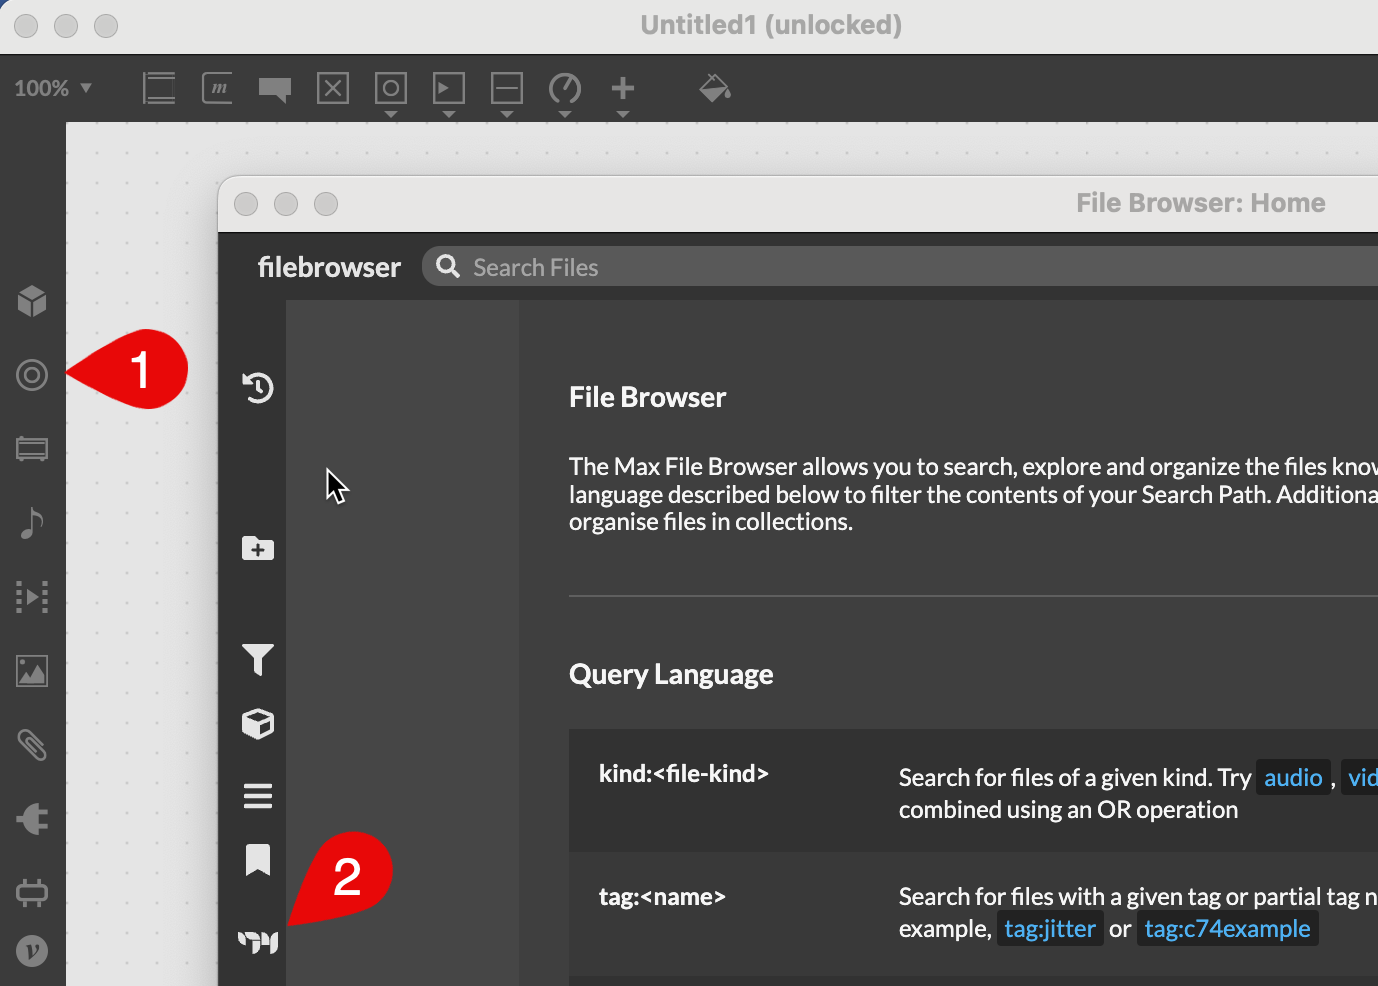 Untitled1 (unlocked)
100%
m
File Browser: Home
filebrowser
Search Files
1
File Browser
The Max File Browser allows you to search, explore and organize the files
language described below to filter the contents of your Search Path.
organise files in collections.
Query Language
kind:<file-kind>
Search for files of a given kind. Try audio ,
combined using an OR operation
2
tag:<name>
Search for files with a given tag or partial tag
example, tag:jitter or tag:c74example
v